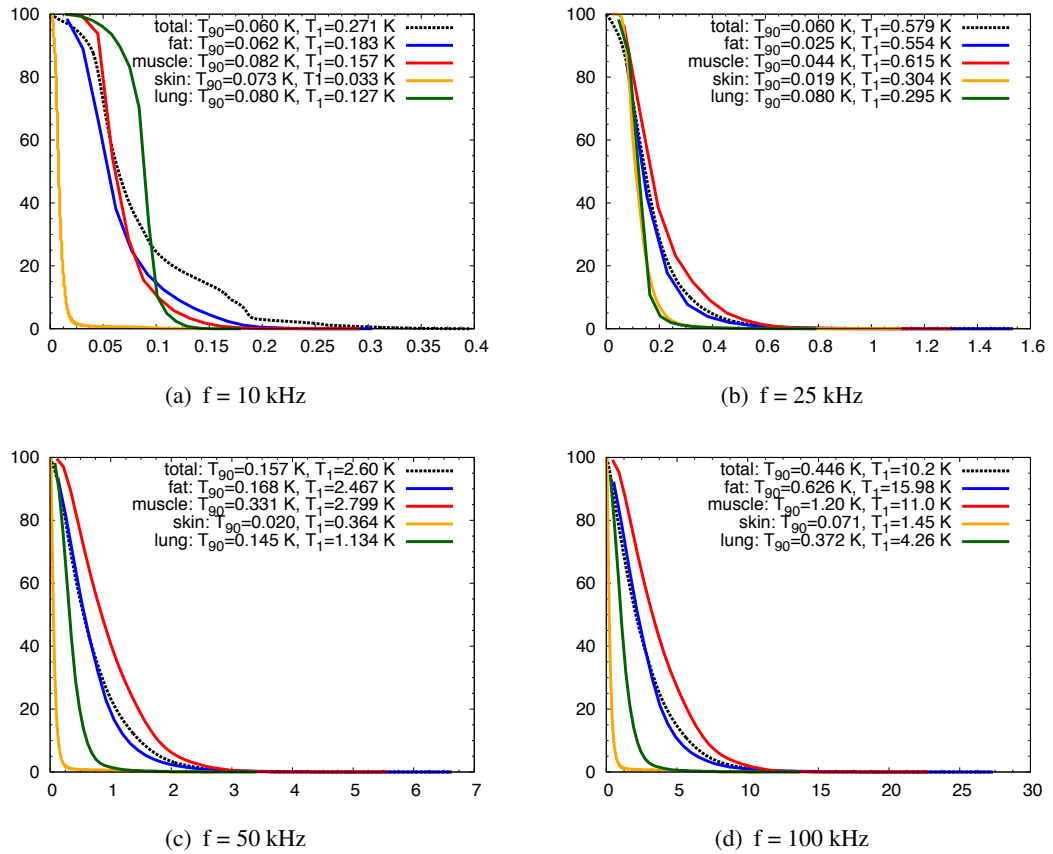 total: T90=0.060 K, T1=0.271 K
fat: T90=0.062 K, T1=0.183 K
muscle: T90=0.082 K, T1=0.157 K
skin: T90=0.073 K, T1=0.033 K
lung: T90=0.080 K, T1=0.127 K
100
80
60
40
20
0
0 0.05 0.1 0.15 0.2 0.25 0.3 0.35 0.4
(a) f = 10 kHz
total: T90=0.060 K, T1=0.579 K
fat: T90=0.025 K, T1=0.554 K
muscle: T90=0.044 K, T1=0.615 K
skin: T90=0.019 K, T1=0.304 K
lung: T90=0.080 K, T1=0.295 K
100
80
60
40
20
0
0 0.2 0.4 0.6 0.8 1 1.2 1.4 1.6
(b) f = 25 kHz
total: T90=0.157 K, T1=2.60 K
fat: T90=0.168 K, T1=2.467 K
muscle: T90=0.331 K, T1=2.799 K
skin: T90=0.020, T1=0.364 K
lung: T90=0.145 K, T1=1.134 K
100
80
60
40
20
0
0 1 2 3 4 5 6 7
(c) f = 50 kHz
total: T90=0.446 K, T1=10.2 K
fat: T90=0.626 K, T1=15.98 K
muscle: T90=1.20 K, T1=11.0 K
skin: T90=0.071, T1=1.45 K
lung: T90=0.372 K, T1=4.26 K
100
80
60
40
20
0
0 5 10 15 20 25 30
(d) f = 100 kHz